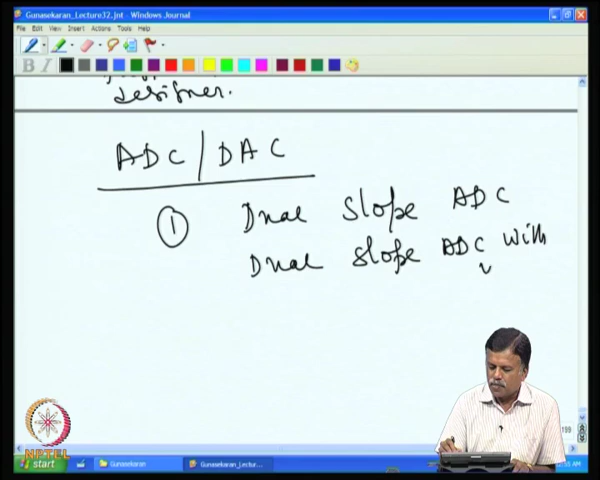 Gunasekaran_Lecture32.jnt - Windows Journal
File Edit View Insert Actions Tools Help
B I
Designer.
ADC / DAC
① Dual Slope ADC
Dual Slope ADC with
NPTEL
start Gunasekaran Gunasekaran_Lectur...